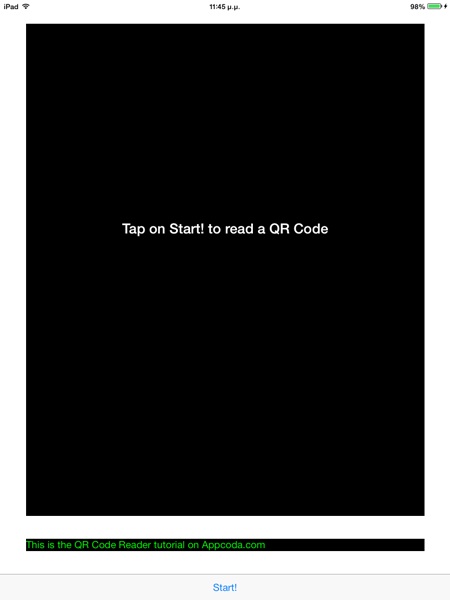 iPad 11:45 μ.μ. 98%
Tap on Start! to read a QR Code
This is the QR Code Reader tutorial on Appcoda.com
Start!